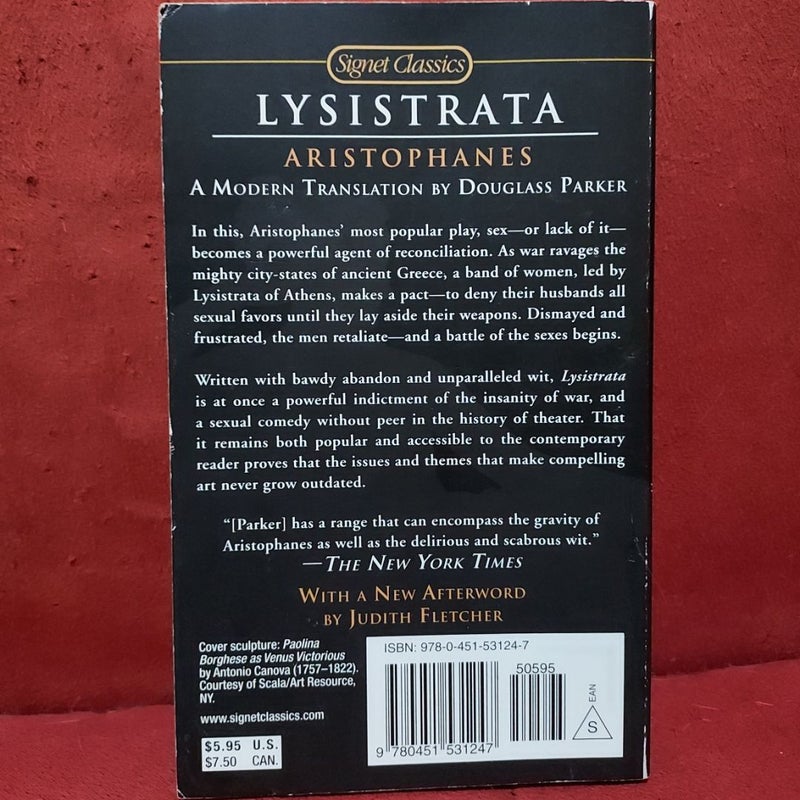 Signet Classics
LYSISTRATA
ARISTOPHANES
A MODERN TRANSLATION BY DOUGLASS PARKER
In this, Aristophanes’ most popular play, sex—or lack of it—
becomes a powerful agent of reconciliation. As war ravages the
mighty city-states of ancient Greece, a band of women, led by
Lysistrata of Athens, makes a pact—to deny their husbands all
sexual favors until they lay aside their weapons. Dismayed and
frustrated, the men retaliate—and a battle of the sexes begins.
Written with bawdy abandon and unparalleled wit, Lysistrata
is at once a powerful indictment of the insanity of war, and
a sexual comedy without peer in the history of theater. That
it remains both popular and accessible to the contemporary
reader proves that the issues and themes that make compelling
art never grow outdated.
“[Parker] has a range that can encompass the gravity of
Aristophanes as well as the delirious and scabrous wit.”
—THE NEW YORK TIMES
WITH A NEW AFTERWORD
BY JUDITH FLETCHER
Cover sculpture: Paolina
Borghese as Venus Victorious
by Antonio Canova (1757–1822).
Courtesy of Scala/Art Resource,
NY.
www.signetclassics.com
$5.95 U.S.
$7.50 CAN.
ISBN: 978-0-451-53124-7
50595
9 780451 531247
EAN
S